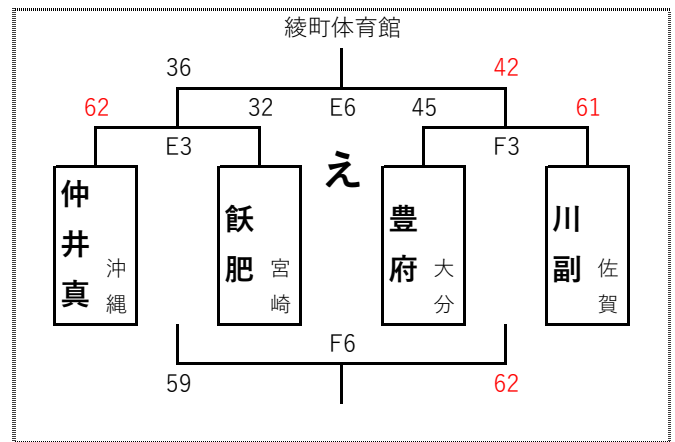 綾町体育館
36 42
62 32 E6 45 61
E3 え F3
仲井真 沖縄
飫肥 宮崎
豊府 大分
川副 佐賀
F6
59 62